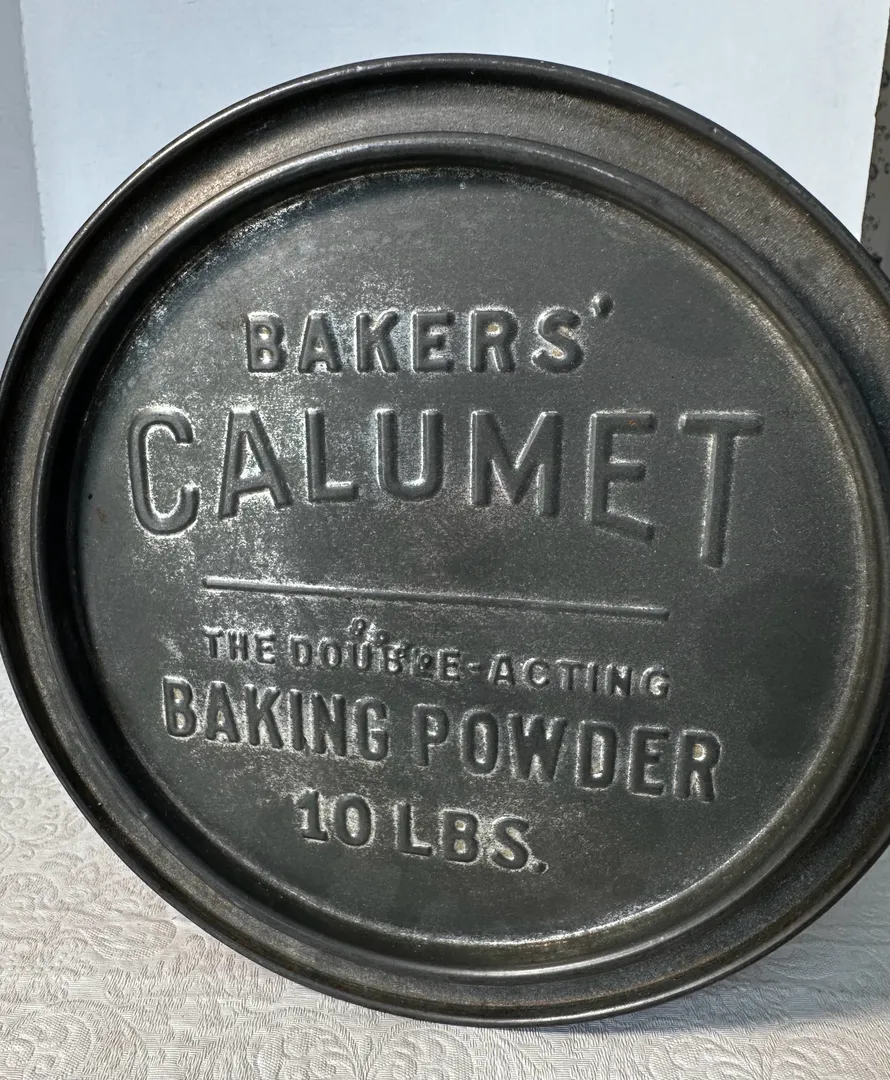 BAKERS'
CALUMET
THE DOUBLE-ACTING
BAKING POWDER
10 LBS.